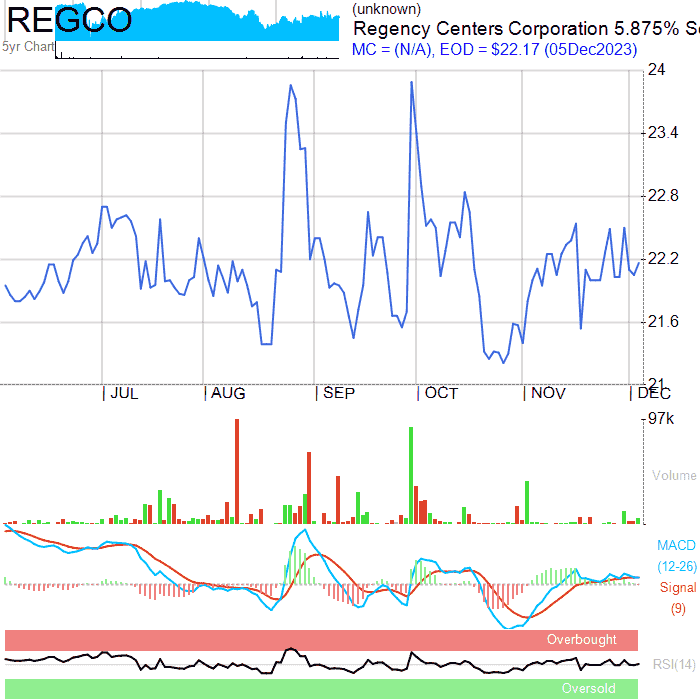 REGCO
(unknown)
Regency Centers Corporation 5.875% Se
5yr Chart
MC = (N/A), EOD = $22.17 (05Dec2023)
24
23.4
22.8
22.2
21.6
21
JUL AUG SEP OCT NOV DEC
97k
Volume
MACD
(12-26)
Signal
(9)
Overbought
RSI(14)
Oversold